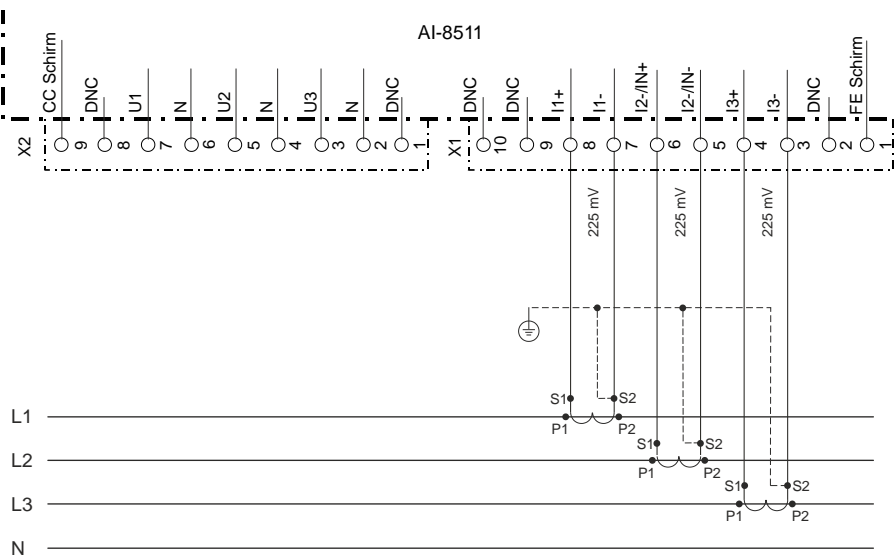 AI-8511
CC Schirm
DNC
U1
N
U2
N
U3
N
DNC
DNC
DNC
I1+
I1-
I2-/IN+
I2-/IN-
I3+
I3-
DNC
FE Schirm
X2
9
8
7
6
5
4
3
2
1
X1
10
9
8
7
6
5
4
3
2
1
225 mV
225 mV
225 mV
S1
S2
L1
P1
P2
S1
S2
L2
P1
P2
S1
S2
L3
P1
P2
N